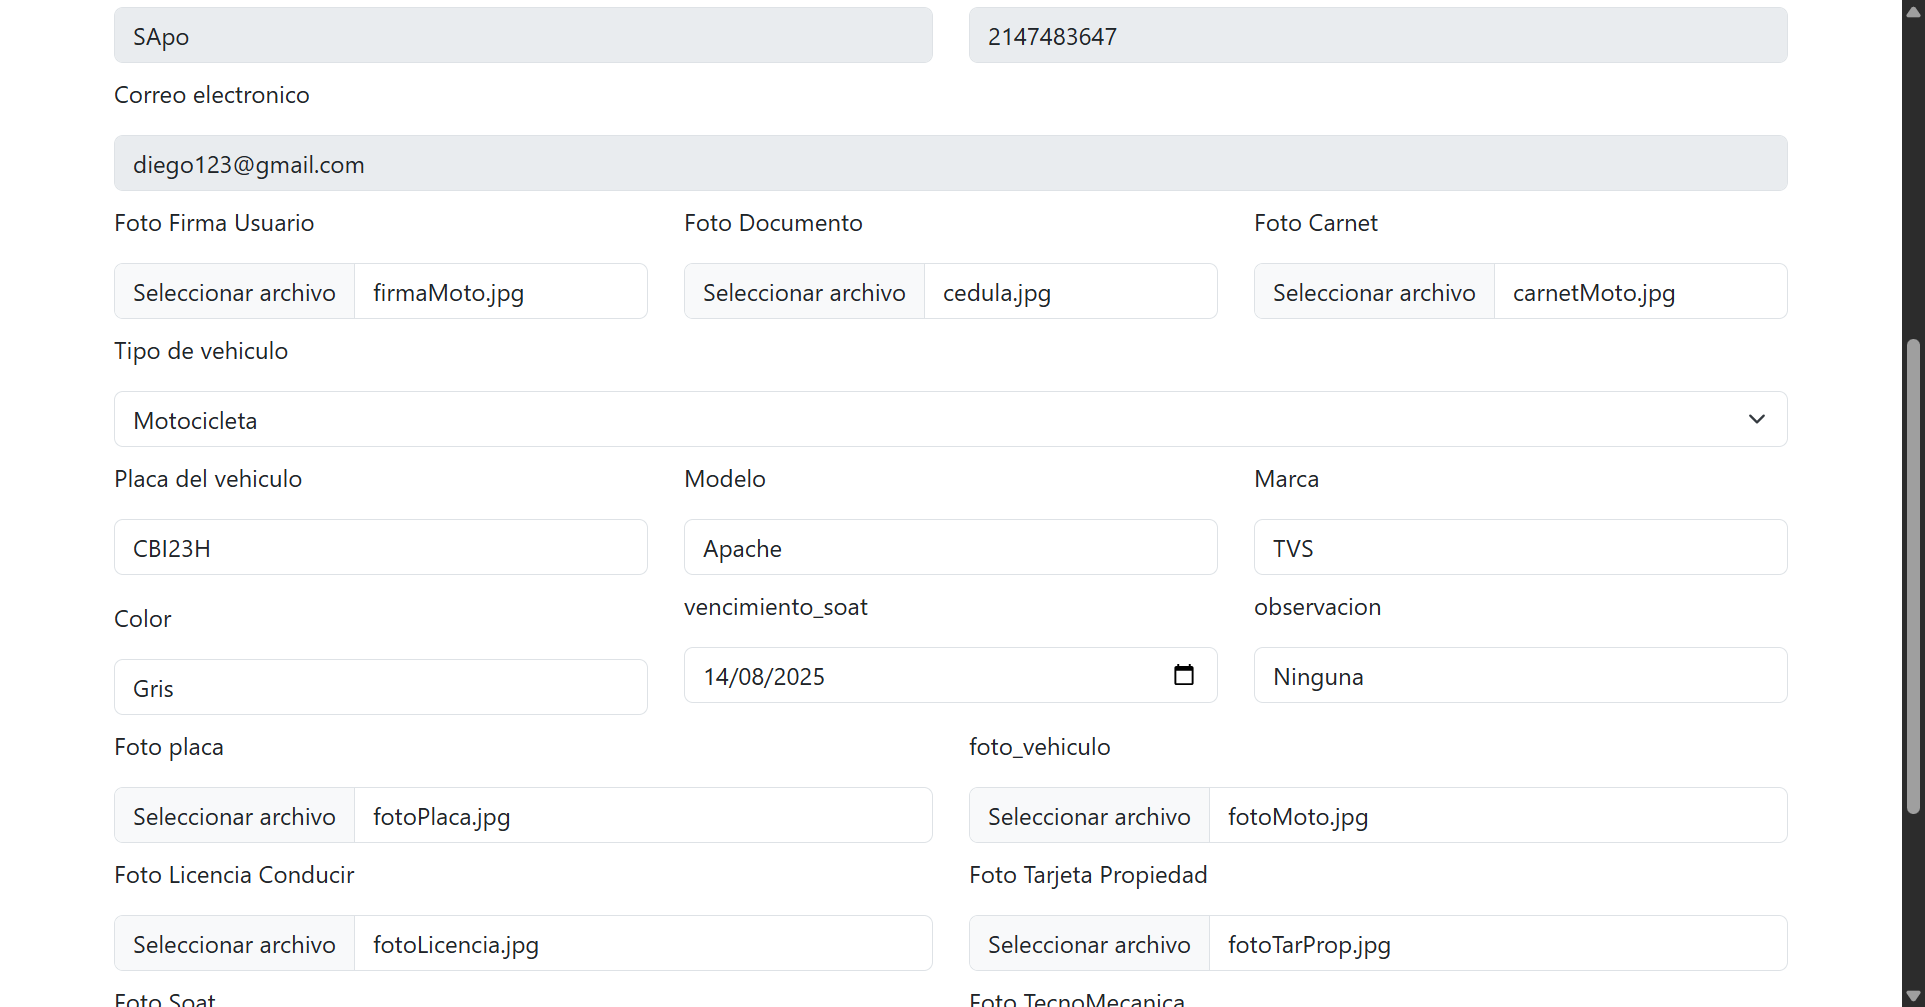 SApo 2147483647
Correo electronico
diego123@gmail.com
Foto Firma Usuario Foto Documento Foto Carnet
Seleccionar archivo firmaMoto.jpg Seleccionar archivo cedula.jpg Seleccionar archivo carnetMoto.jpg
Tipo de vehiculo
Motocicleta
Placa del vehiculo Modelo Marca
CBI23H Apache TVS
Color vencimiento_soat observacion
Gris 14/08/2025 Ninguna
Foto placa foto_vehiculo
Seleccionar archivo fotoPlaca.jpg Seleccionar archivo fotoMoto.jpg
Foto Licencia Conducir Foto Tarjeta Propiedad
Seleccionar archivo fotoLicencia.jpg Seleccionar archivo fotoTarProp.jpg
Foto Soat Foto TecnoMecanica